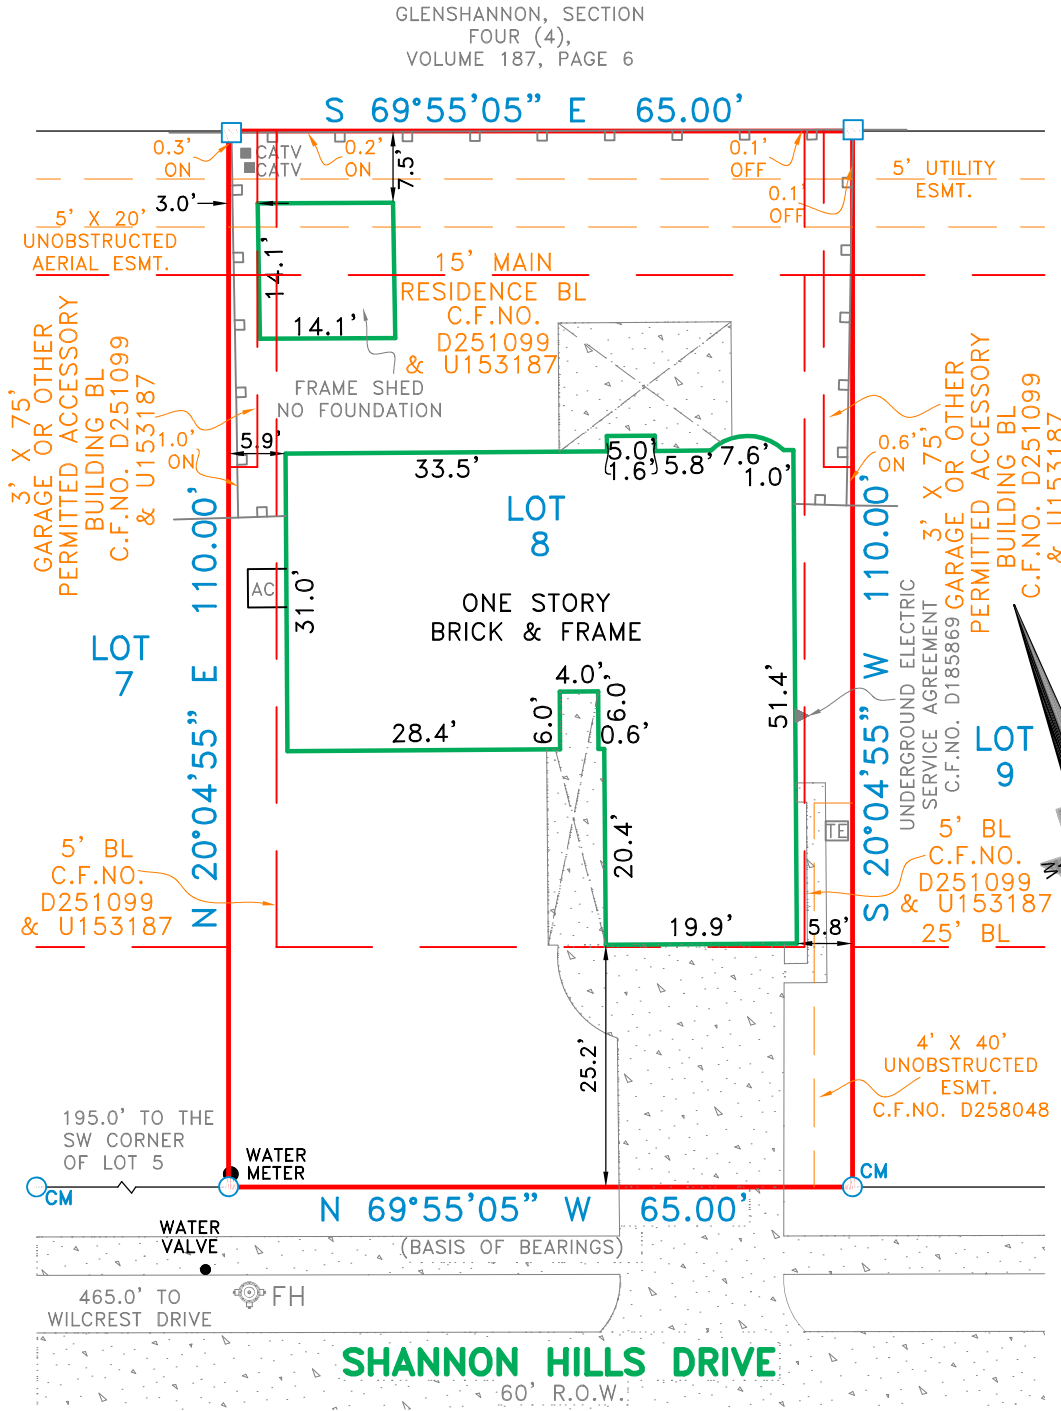 GLENSHANNON, SECTION
FOUR (4),
VOLUME 187, PAGE 6
S 69°55'05" E 65.00'
0.3'
ON
CATV
CATV
0.2'
ON
7.5'
0.1'
OFF
0.1'
OFF
5' UTILITY
ESMT.
3.0'
5' X 20'
UNOBSTRUCTED
AERIAL ESMT.
14.1'
14.1'
15' MAIN
RESIDENCE BL
C.F.NO.
D251099
& U153187
FRAME SHED
NO FOUNDATION
3' X 75'
GARAGE OR OTHER
PERMITTED ACCESSORY
BUILDING BL
C.F.NO. D251099
& U153187
1.0'
ON
5.9'
33.5'
5.0'
1.6'
5.8'
7.6'
1.0'
0.6'
ON
3' X 75'
GARAGE OR OTHER
PERMITTED ACCESSORY
BUILDING BL
C.F.NO. D251099
& U153187
LOT
8
ONE STORY
BRICK & FRAME
AC
31.0'
N 20°04'55" E 110.00'
LOT
7
4.0'
6.0'
6.0'
0.6'
28.4'
51.4'
UNDERGROUND ELECTRIC
SERVICE AGREEMENT
C.F.NO. D185869
S 20°04'55" W 110.00'
LOT
9
TE
20.4'
5' BL
C.F.NO.
D251099
& U153187
5' BL
C.F.NO.
D251099
& U153187
19.9'
5.8'
25' BL
25.2'
4' X 40'
UNOBSTRUCTED
ESMT.
C.F.NO. D258048
195.0' TO THE
SW CORNER
OF LOT 5
WATER
METER
CM
CM
N 69°55'05" W 65.00'
(BASIS OF BEARINGS)
WATER
VALVE
FH
465.0' TO
WILCREST DRIVE
SHANNON HILLS DRIVE
60' R.O.W.